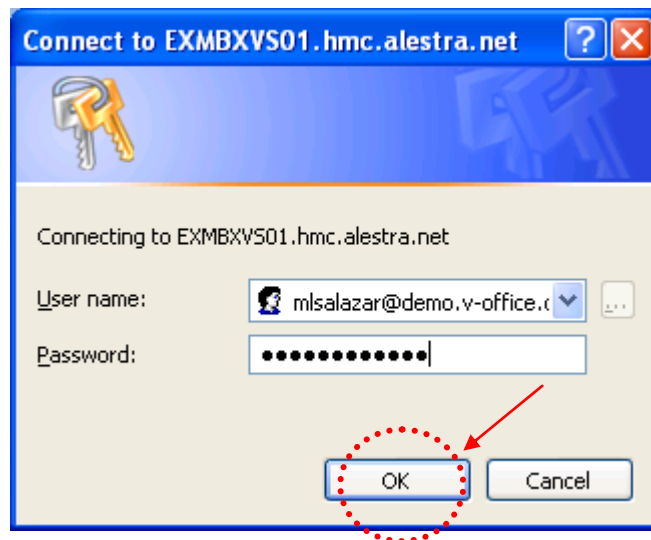 Connect to EXMBXVS01.hmc.alestra.net
Connecting to EXMBXVS01.hmc.alestra.net
User name: mlsalazar@demo.v-office.c
Password: ●●●●●●●●●●●●
OK Cancel